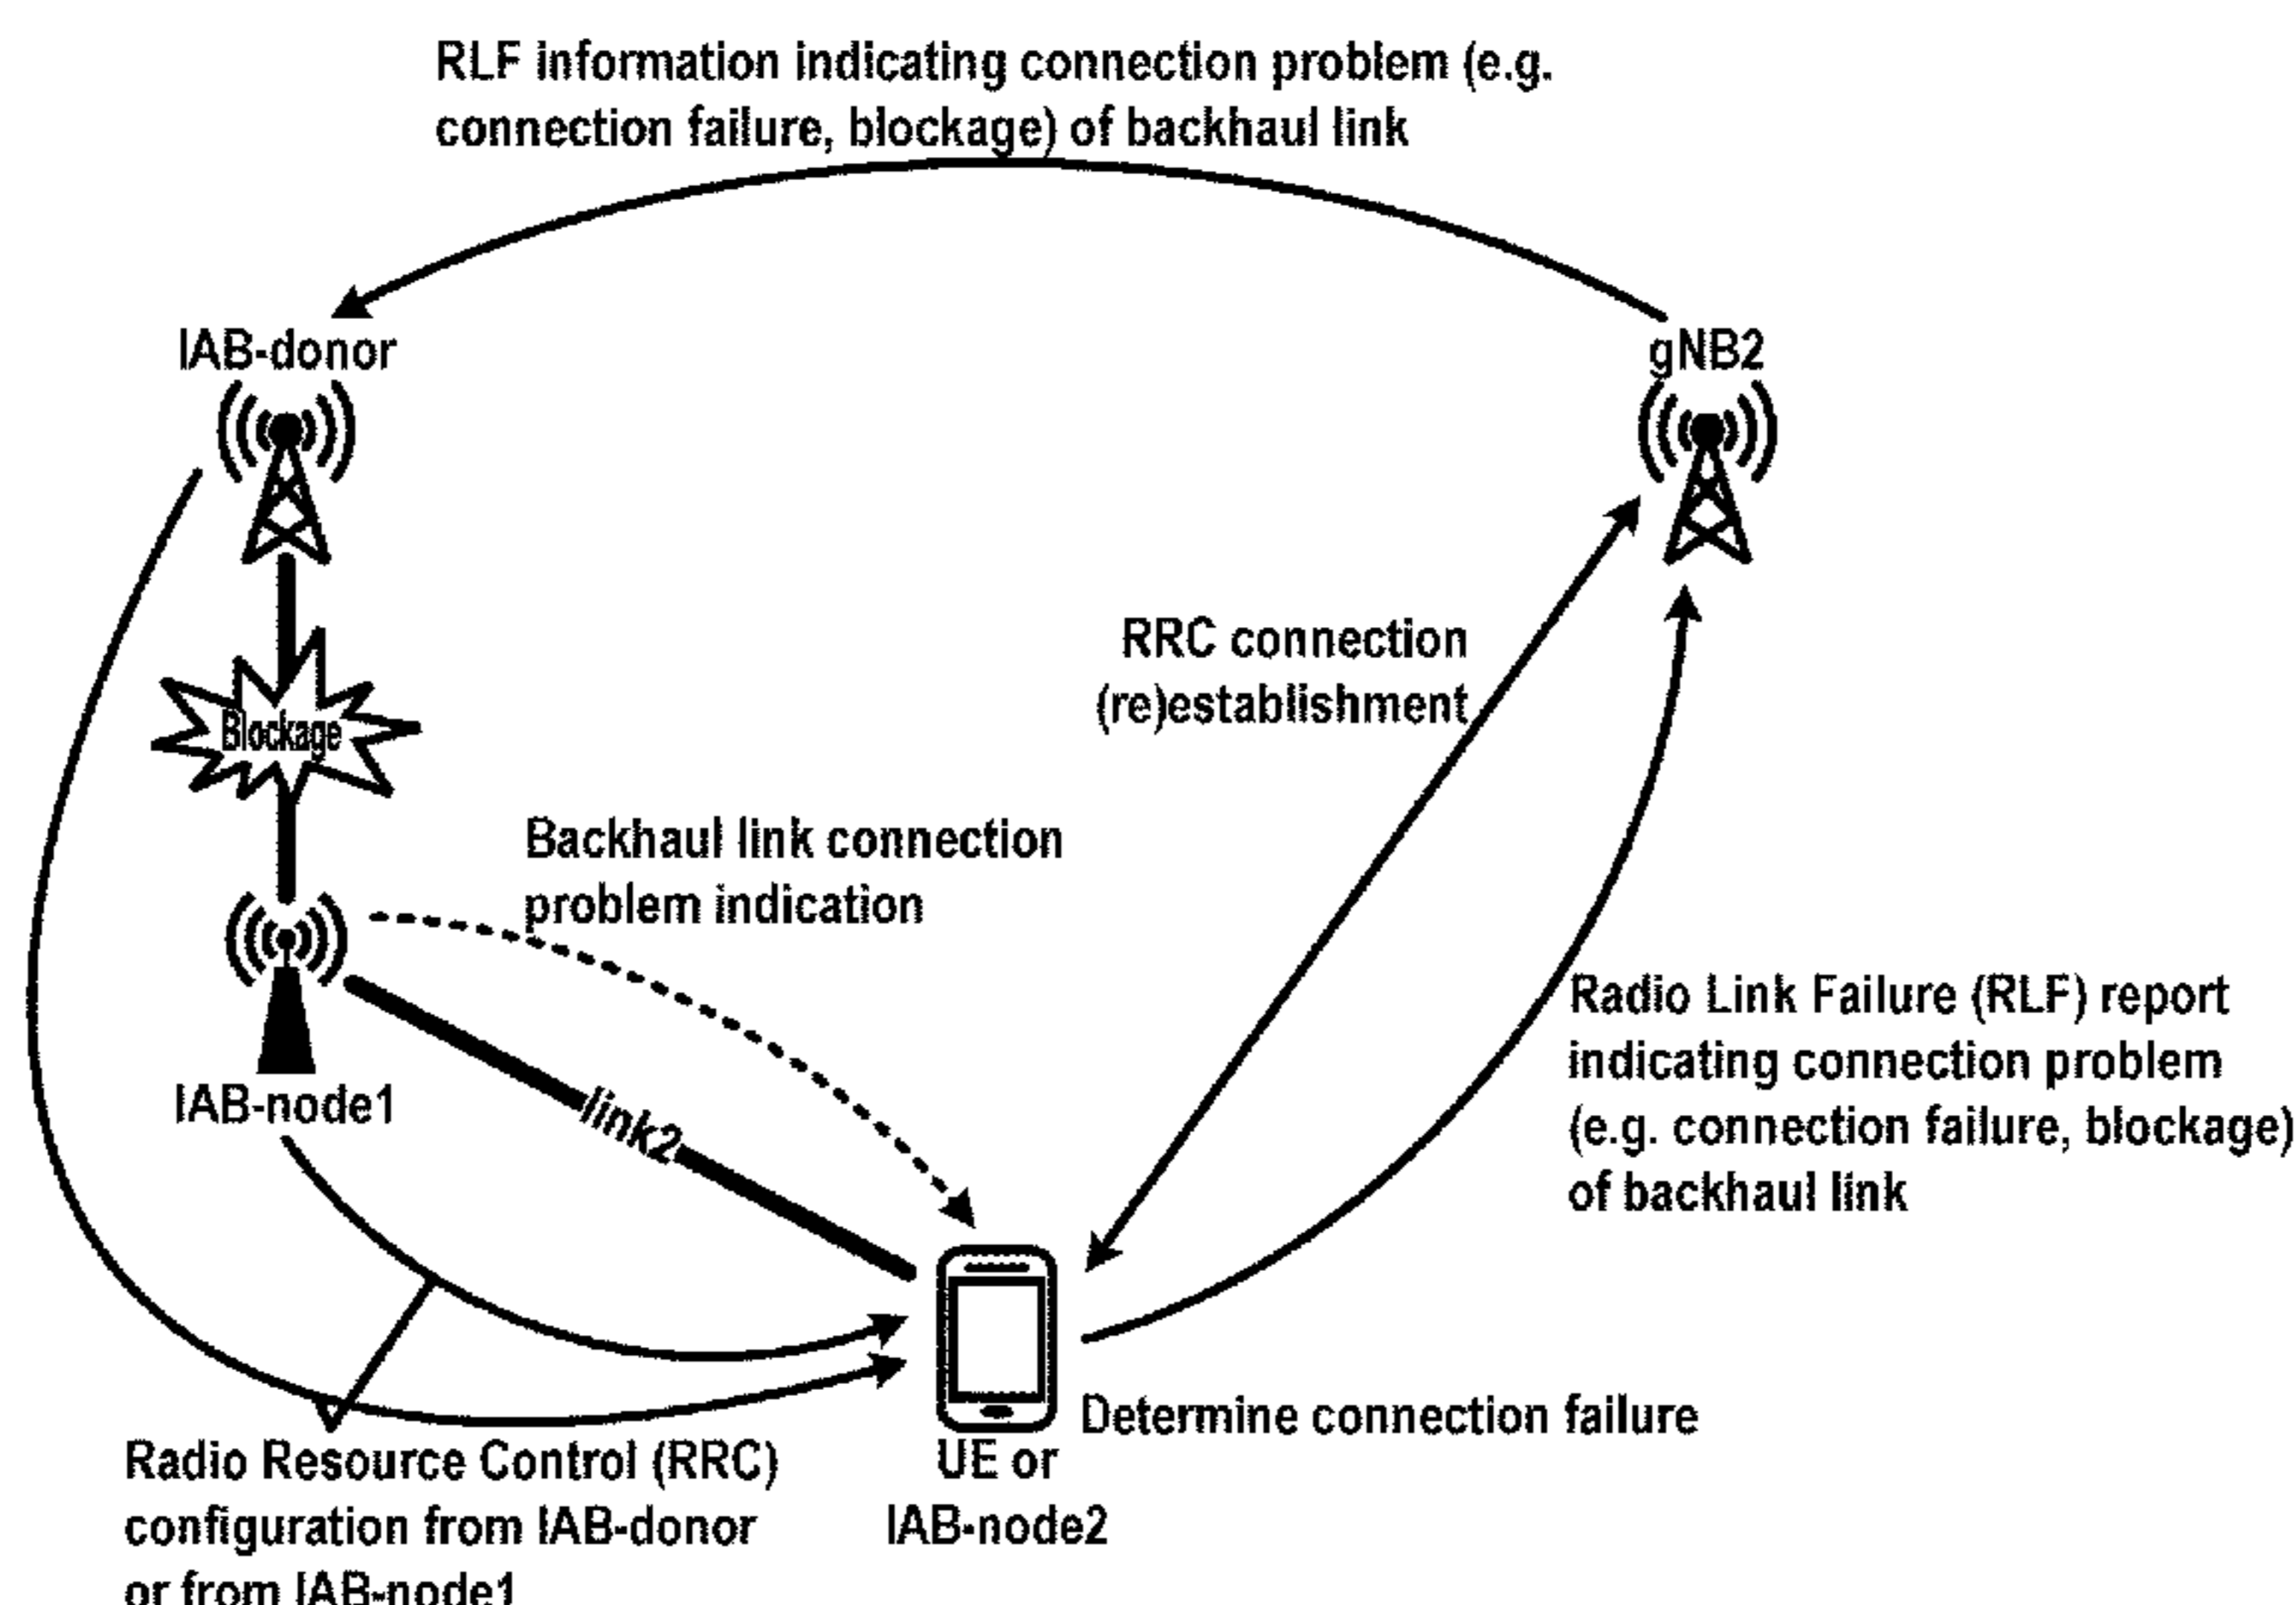 RLF information indicating connection problem (e.g.
connection failure, blockage) of backhaul link
IAB-donor
gNB2
RRC connection
(re)establishment
Blockage
Backhaul link connection
problem indication
Radio Link Failure (RLF) report
indicating connection problem
(e.g. connection failure, blockage)
of backhaul link
IAB-node1
link2
Determine connection failure
UE or
IAB-node2
Radio Resource Control (RRC)
configuration from IAB-donor
or from IAB-node1